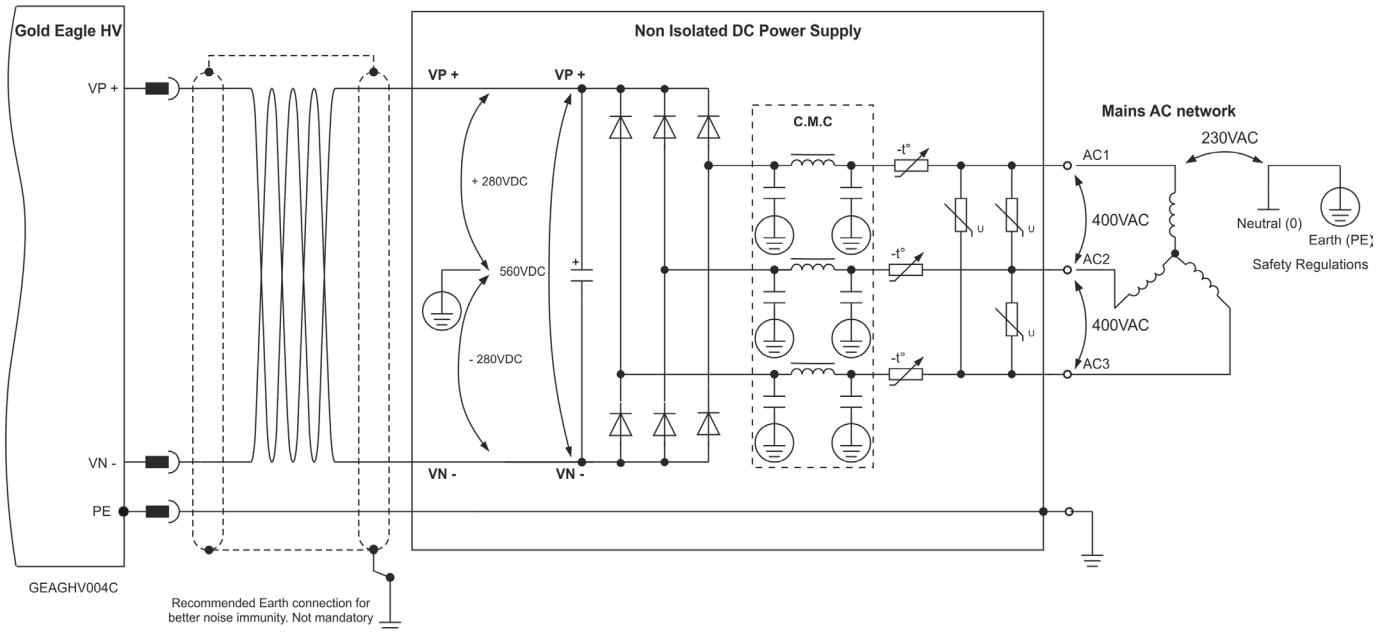 Gold Eagle HV
Non Isolated DC Power Supply
VP +
VP +
VP +
C.M.C
Mains AC network
230VAC
-t°
AC1
+ 280VDC
U
U
400VAC
Neutral (0)
Earth (PE)
Safety Regulations
-t°
AC2
560VDC
+
U
400VAC
- 280VDC
-t°
AC3
VN -
VN -
VN -
PE
GEAGHV004C
Recommended Earth connection for
better noise immunity. Not mandatory